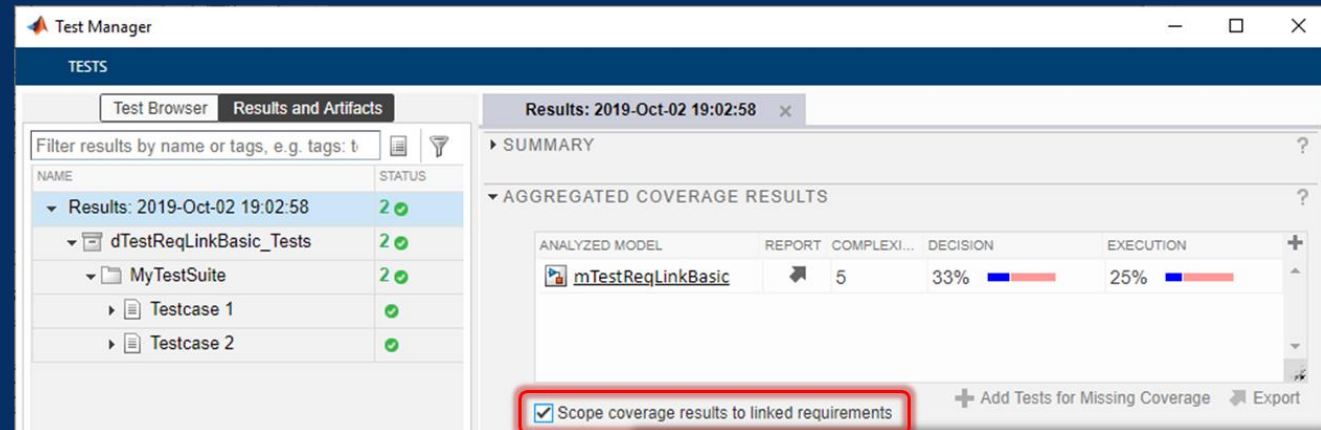 Test Manager
TESTS
Test Browser Results and Artifacts
Results: 2019-Oct-02 19:02:58
Filter results by name or tags, e.g. tags: t
NAME STATUS
Results: 2019-Oct-02 19:02:58 2
dTestReqLinkBasic_Tests 2
MyTestSuite 2
Testcase 1
Testcase 2
SUMMARY ?
AGGREGATED COVERAGE RESULTS ?
ANALYZED MODEL REPORT COMPLEXI... DECISION EXECUTION
mTestReqLinkBasic 5 33% 25%
Add Tests for Missing Coverage Export
Scope coverage results to linked requirements